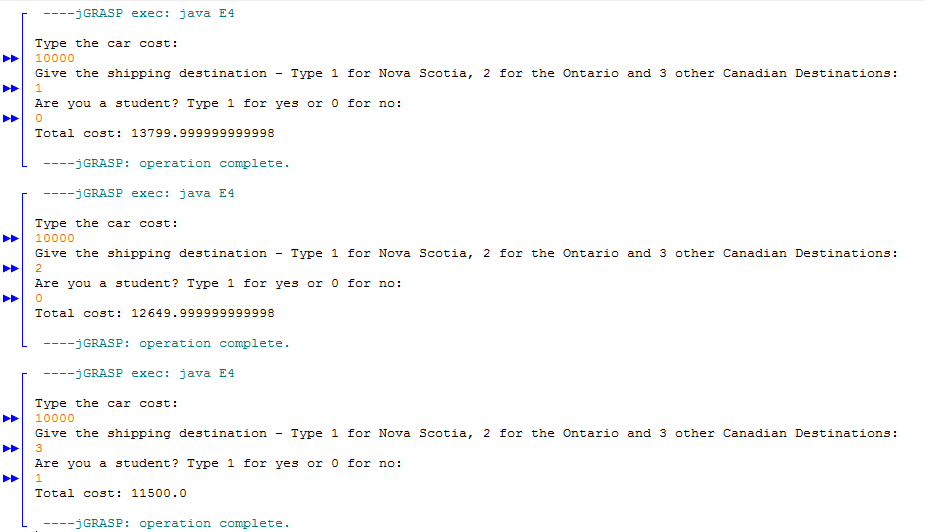 ----jGRASP exec: java E4
Type the car cost:
10000
Give the shipping destination - Type 1 for Nova Scotia, 2 for the Ontario and 3 other Canadian Destinations:
1
Are you a student? Type 1 for yes or 0 for no:
0
Total cost: 13799.999999999998
----jGRASP: operation complete.
----jGRASP exec: java E4
Type the car cost:
10000
Give the shipping destination - Type 1 for Nova Scotia, 2 for the Ontario and 3 other Canadian Destinations:
2
Are you a student? Type 1 for yes or 0 for no:
0
Total cost: 12649.999999999998
----jGRASP: operation complete.
----jGRASP exec: java E4
Type the car cost:
10000
Give the shipping destination - Type 1 for Nova Scotia, 2 for the Ontario and 3 other Canadian Destinations:
3
Are you a student? Type 1 for yes or 0 for no:
1
Total cost: 11500.0
----jGRASP: operation complete.